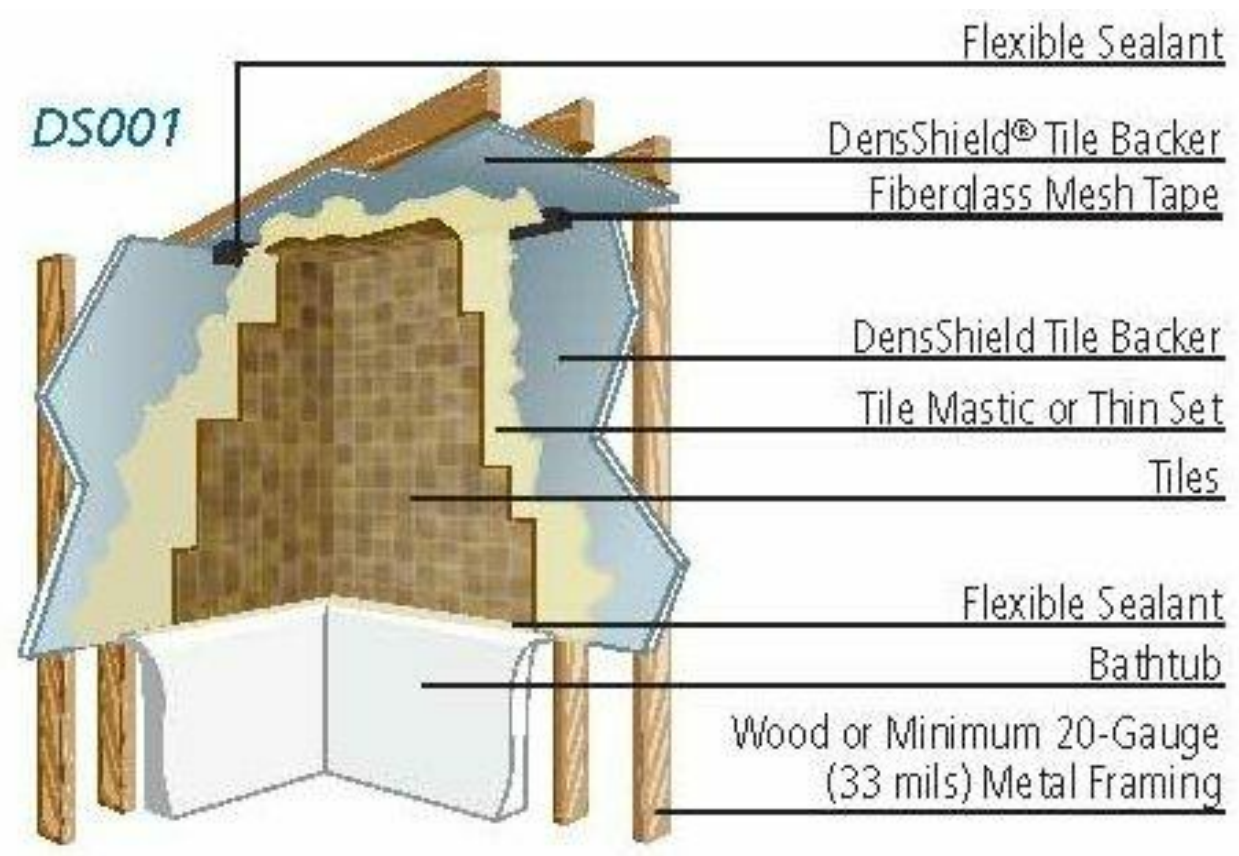 Flexible Sealant
DS001
DensShield® Tile Backer
Fiberglass Mesh Tape
DensShield Tile Backer
Tile Mastic or Thin Set
Tiles
Flexible Sealant
Bathtub
Wood or Minimum 20-Gauge
(33 mils) Metal Framing